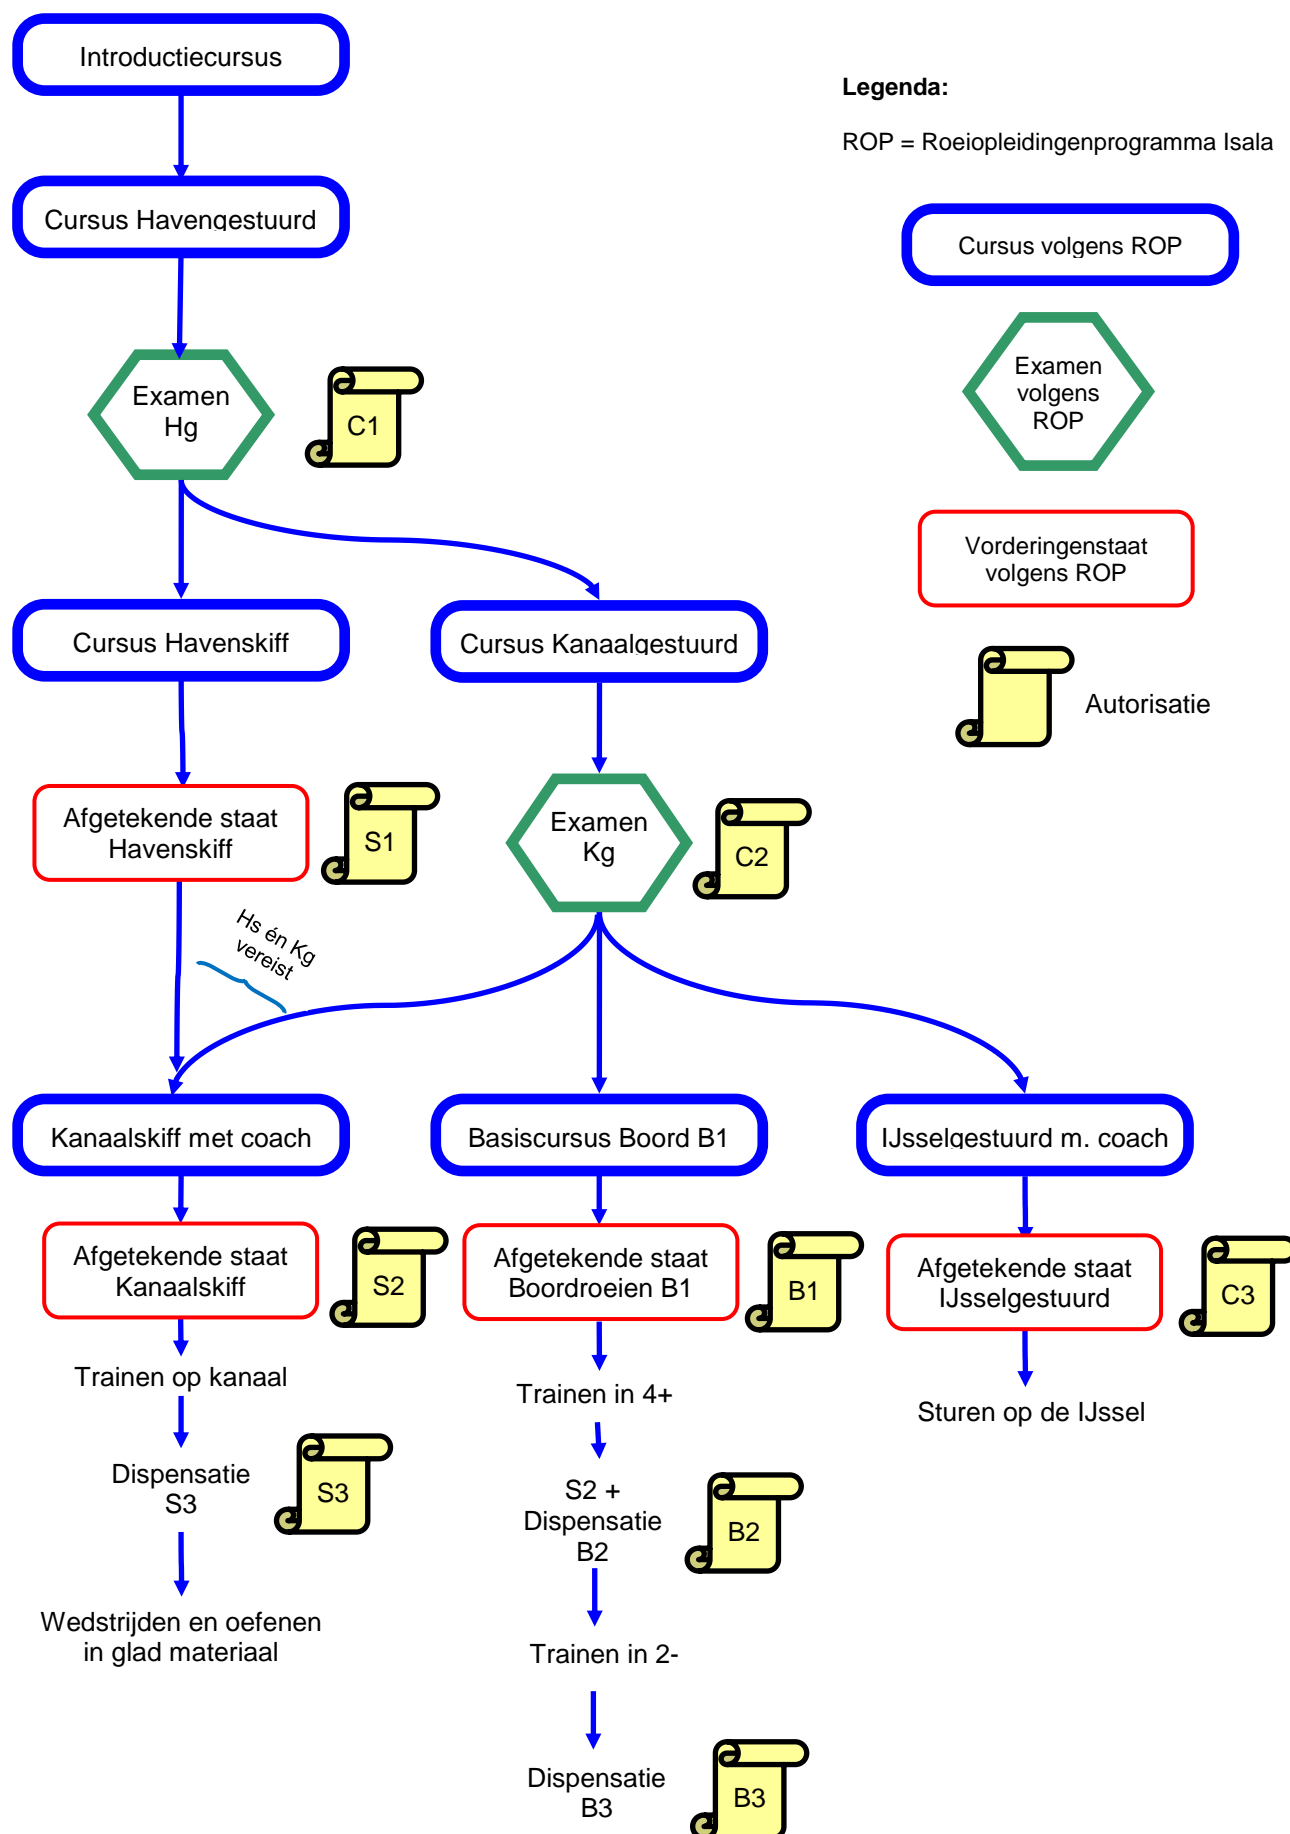 Introductiecursus
Legenda:
ROP = Roeiopleidingenprogramma Isala
Cursus Havengestuurd
Cursus volgens ROP
Examen
Hg
C1
Examen
volgens
ROP
Vorderingenstaat
volgens ROP
Cursus Havenskiff
Cursus Kanaalgestuurd
Autorisatie
Afgetekende staat
Havenskiff
S1
Examen
Kg
C2
Hs én Kg
vereist
Kanaalskiff met coach
Basiscursus Boord B1
IJsselgestuurd m. coach
Afgetekende staat
Kanaalskiff
S2
Afgetekende staat
Boordroeien B1
B1
Afgetekende staat
IJsselgestuurd
C3
Trainen op kanaal
Trainen in 4+
Sturen op de IJssel
Dispensatie
S3
S3
S2 +
Dispensatie
B2
B2
Wedstrijden en oefenen
in glad materiaal
Trainen in 2-
Dispensatie
B3
B3